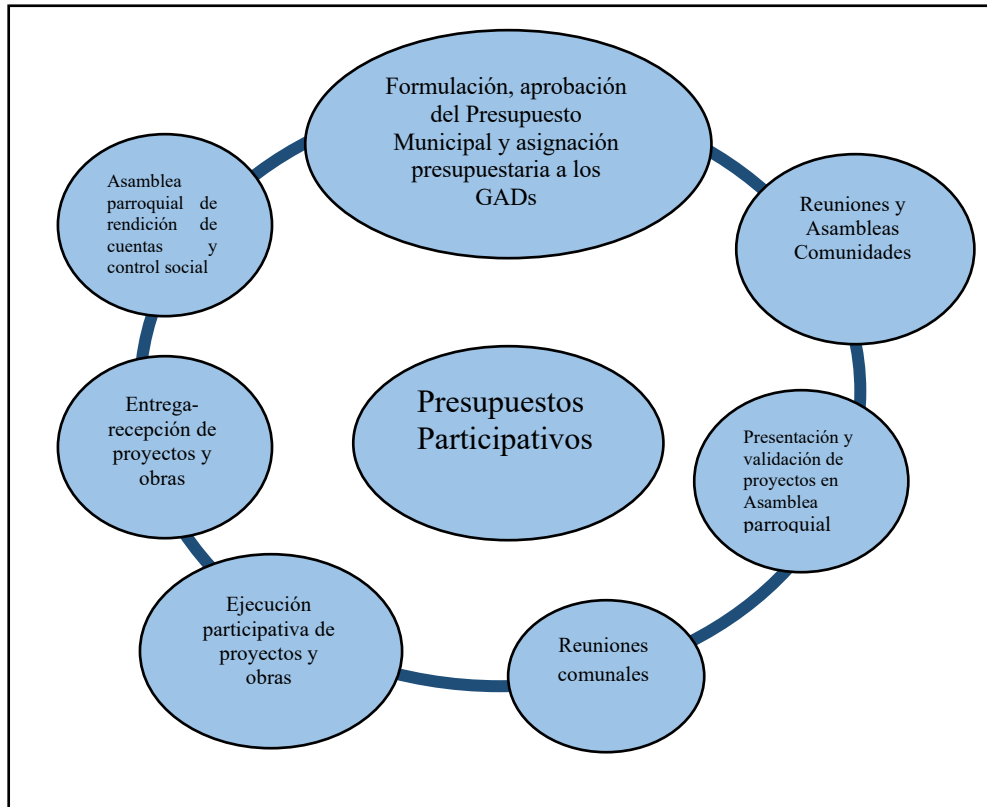 Formulación, aprobación
del Presupuesto
Municipal y asignación
presupuestaria a los
GADs
Reuniones y
Asambleas
Comunidades
Presentación y
validación de
proyectos en
Asamblea
parroquial
Reuniones
comunales
Ejecución
participativa de
proyectos y
obras
Entrega-
recepción de
proyectos y
obras
Asamblea
parroquial de
rendición de
cuentas y
control social
Presupuestos
Participativos